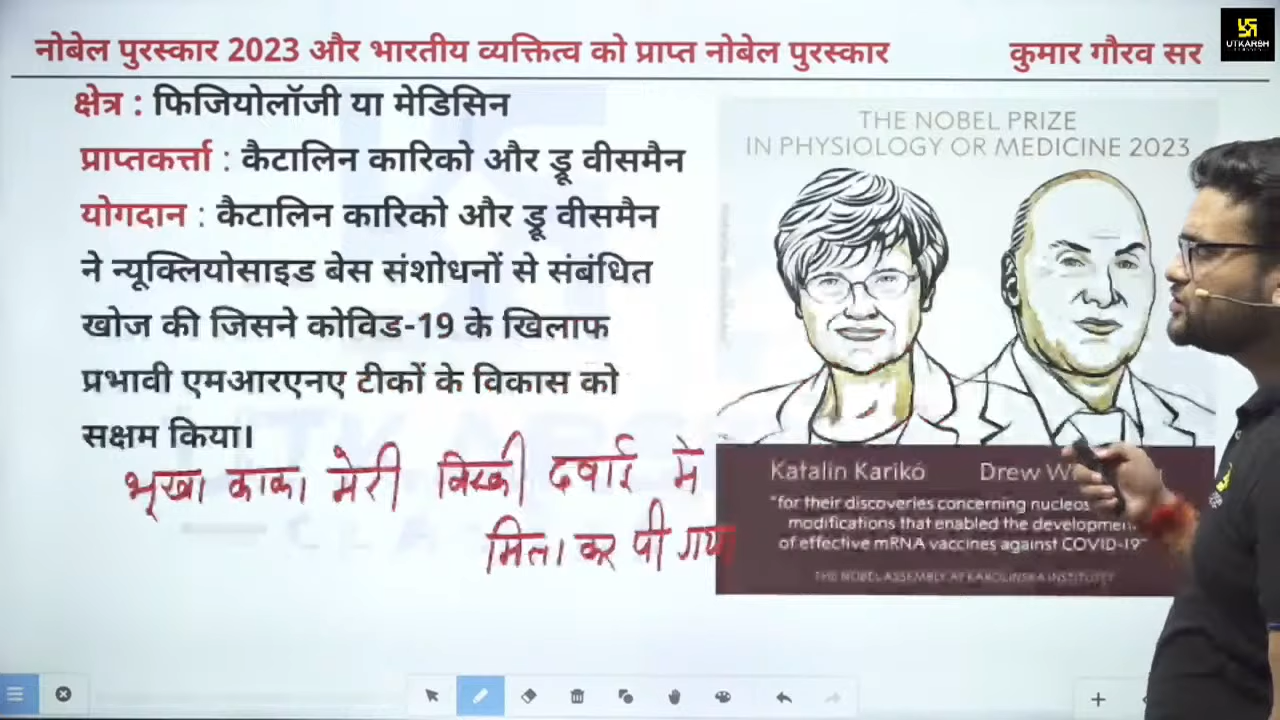 नोबेल पुरस्कार 2023 और भारतीय व्यक्तित्व को प्राप्त नोबेल पुरस्कार
कुमार गौरव सर
UTKARSH
क्षेत्र : फिजियोलॉजी या मेडिसिन
प्राप्तकर्त्ता : कैटालिन कारिको और ड्रू वीसमैन
योगदान : कैटालिन कारिको और ड्रू वीसमैन
ने न्यूक्लियोसाइड बेस संशोधनों से संबंधित
खोज की जिसने कोविड-19 के खिलाफ
प्रभावी एमआरएनए टीकों के विकास को
सक्षम किया।
भूखा काका मेरी विस्की दवाई मे
मिला कर पी गया
THE NOBEL PRIZE
IN PHYSIOLOGY OR MEDICINE 2023
Katalin Karikó
Drew
"for their discoveries concerning
modifications that enabled the
of effective mRNA vaccines against COVID-19"
THE NOBEL ASSEMBLY AT KAROLINSKA INSTITUTET